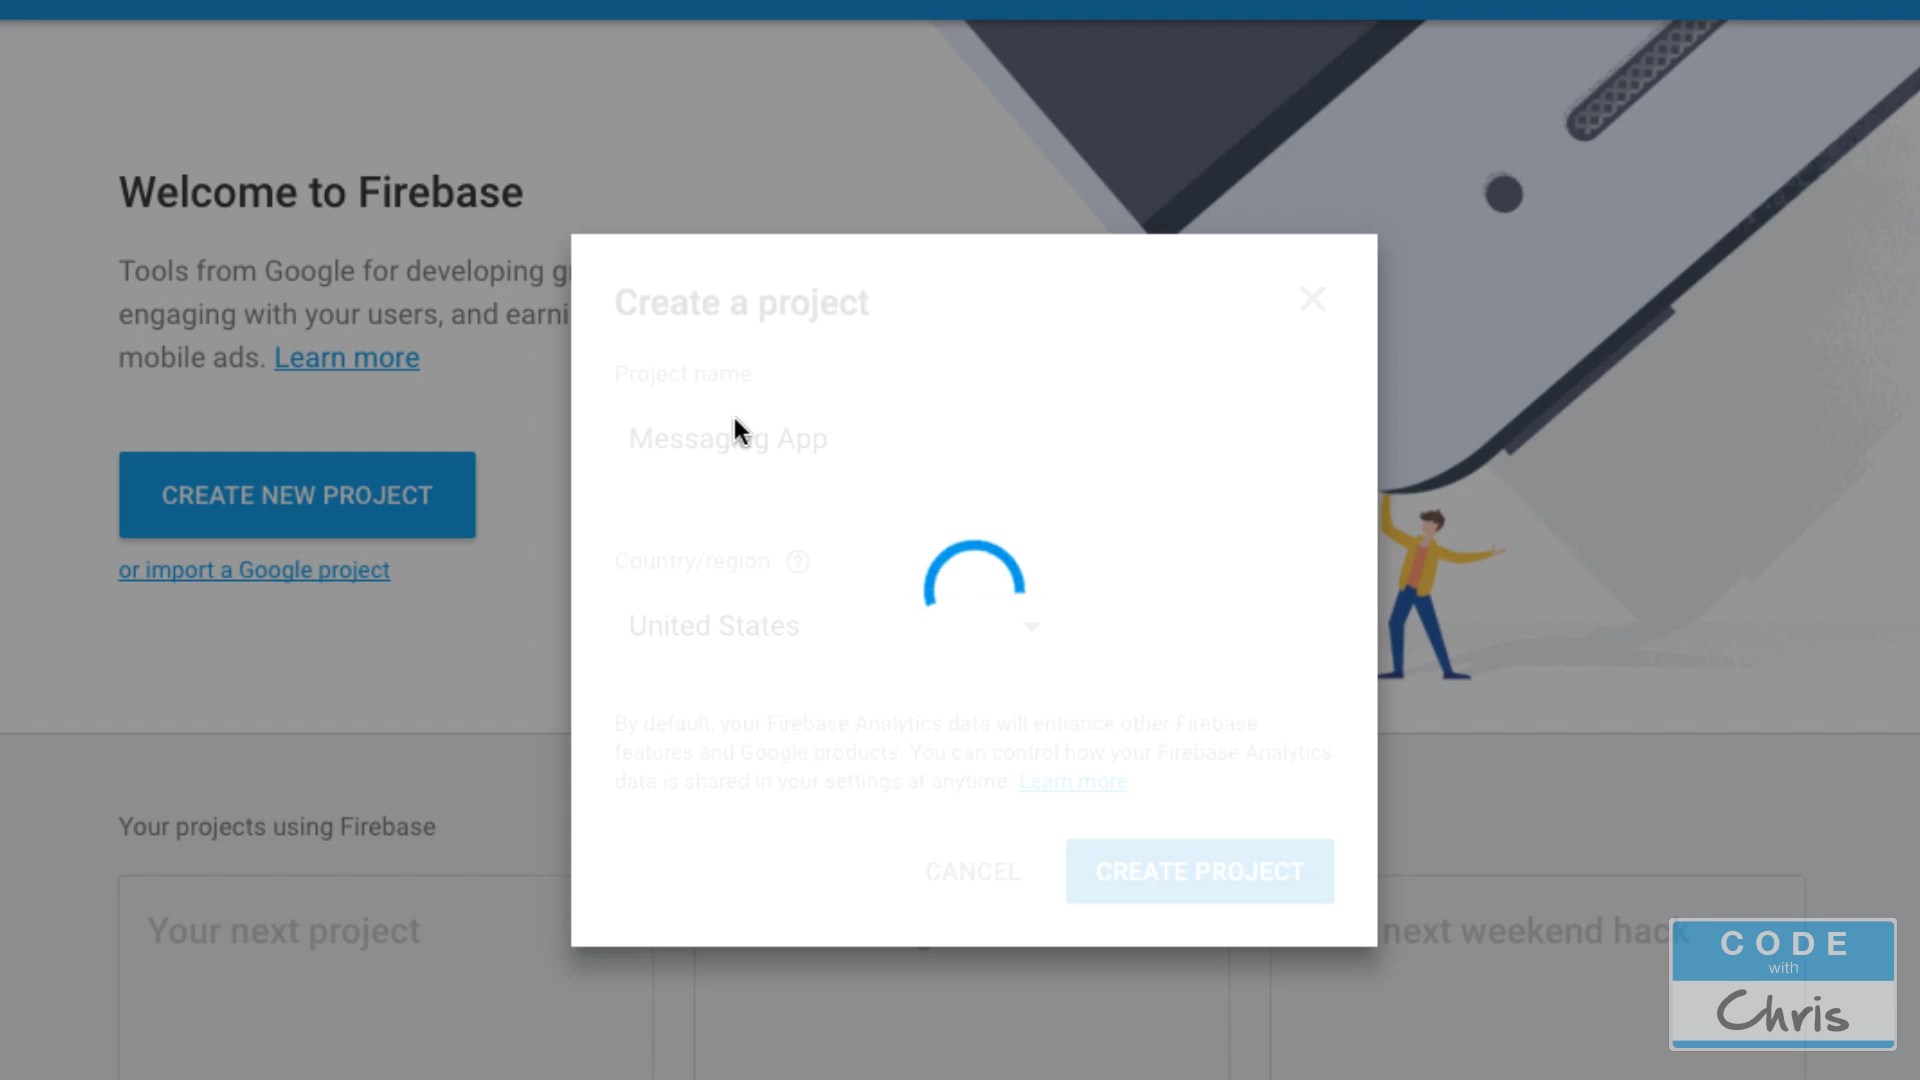 Welcome to Firebase
Tools from Google for developing g
engaging with your users, and earni
mobile ads. Learn more
CREATE NEW PROJECT
or import a Google project
Create a project
Project name
Messaging App
Country/region
United States
By default, your Firebase Analytics data will enhance other Firebase
features and Google products. You can control how your Firebase Analytics
data is shared in your settings at anytime. Learn more
CANCEL
CREATE PROJECT
Your projects using Firebase
Your next project
next weekend hack
CODE
with
Chris